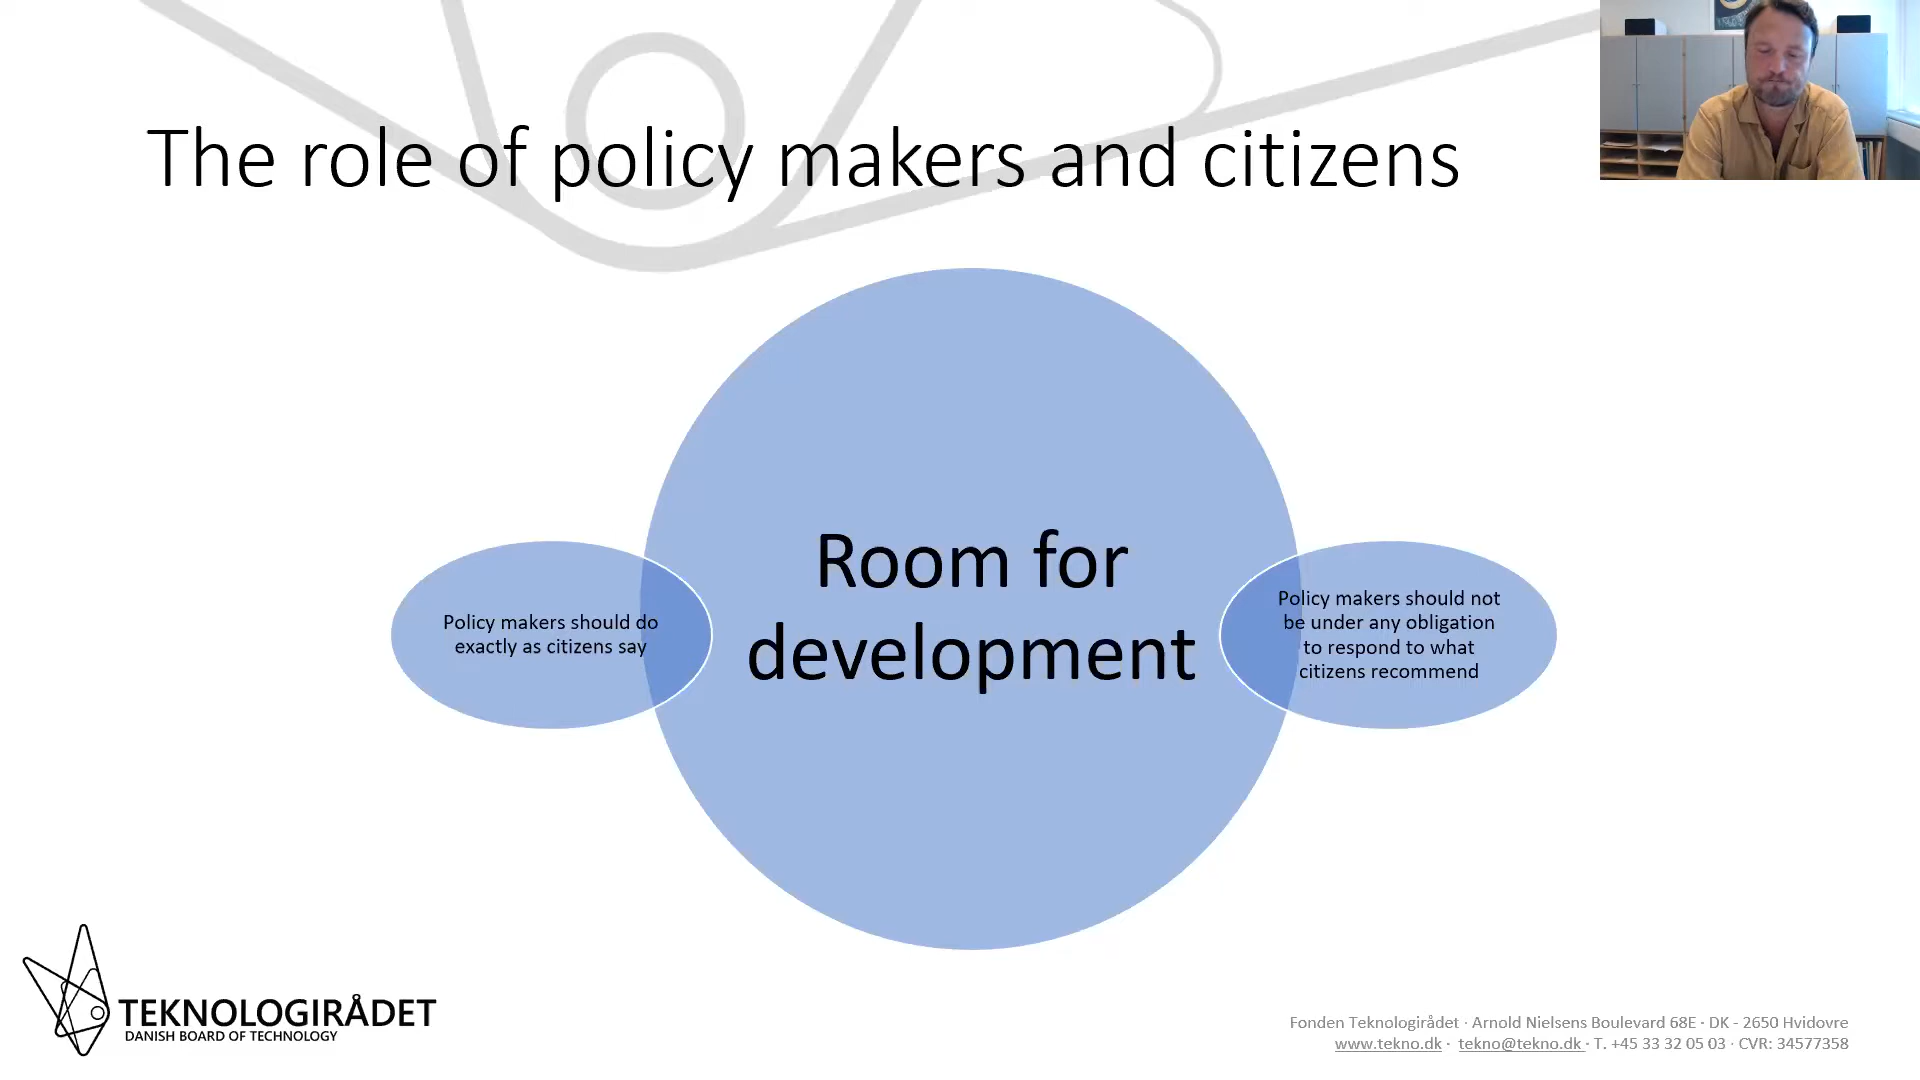 The role of policy makers and citizens
Policy makers should do
exactly as citizens say
Room for
development
Policy makers should not
be under any obligation
to respond to what
citizens recommend
TEKNOLOGIRÅDET
DANISH BOARD OF TECHNOLOGY
Fonden Teknologirådet · Arnold Nielsens Boulevard 68E · DK - 2650 Hvidovre
www.tekno.dk · tekno@tekno.dk · T. +45 33 32 05 03 · CVR: 34577358